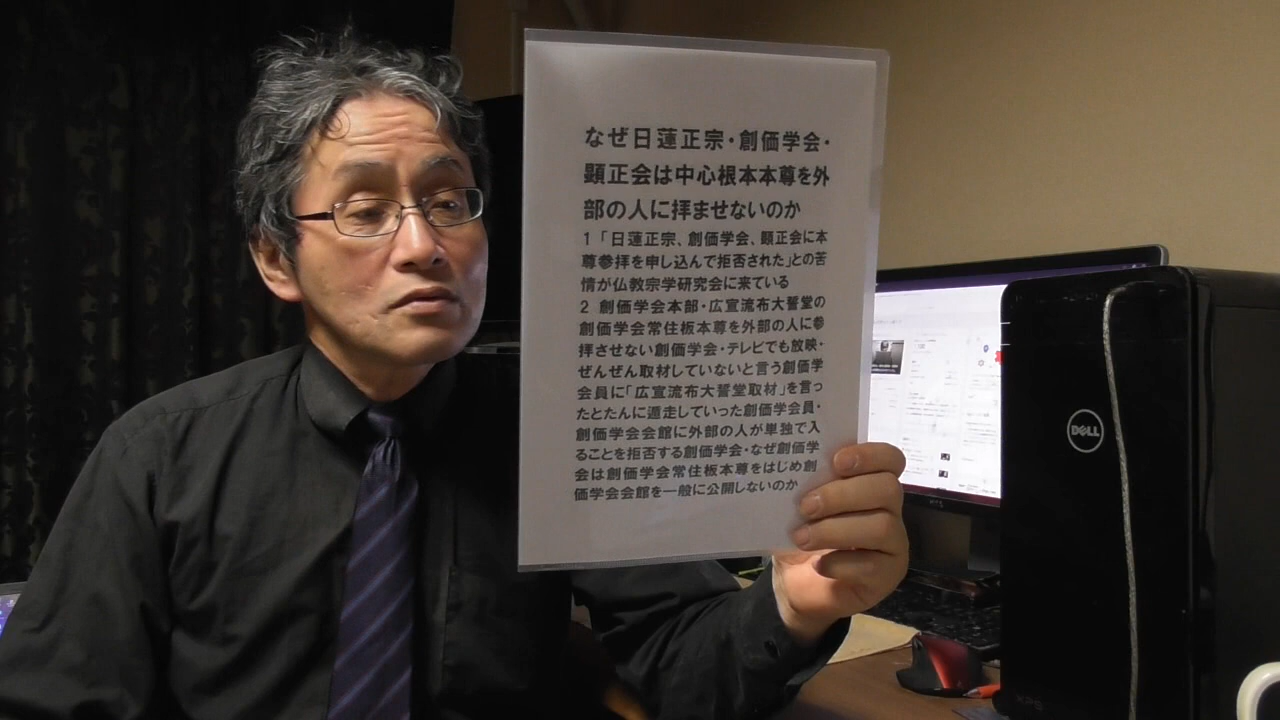 なぜ日蓮正宗・創価学会・
顕正会は中心根本本尊を外
部の人に拝ませないのか
1 「日蓮正宗、創価学会、顕正会に本
尊参拝を申し込んで拒否された」との苦
情が仏教宗学研究会に来ている
2 創価学会本部・広宣流布大誓堂の
創価学会常住板本尊を外部の人に参
拝させない創価学会・テレビでも放映・
ぜんぜん取材していないと言う創価学
会員に「広宣流布大誓堂取材」を言っ
たとたんに遁走していった創価学会員・
創価学会会館に外部の人が単独で入
ることを拒否する創価学会・なぜ創価学
会は創価学会常住板本尊をはじめ創
価学会会館を一般に公開しないのか
DELL
XPS